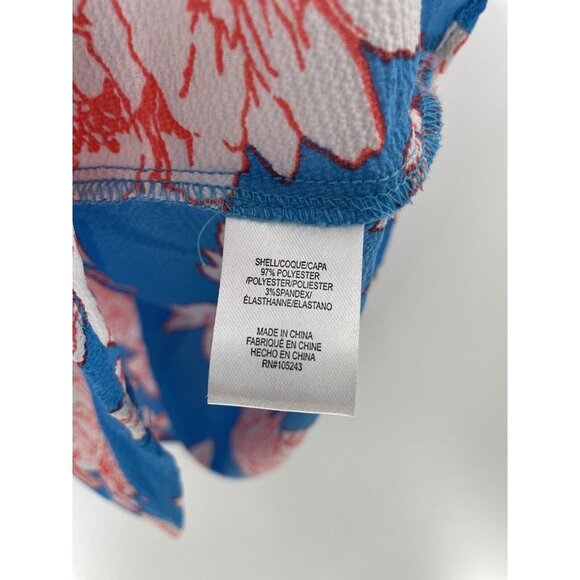 SHELL/COQUE/CAPA
97% POLYESTER
/POLYESTER/POLIESTER
3%SPANDEX/
ÉLASTHANNE/ELASTANO
MADE IN CHINA
FABRIQUÉ EN CHINE
HECHO EN CHINA
RN#105243